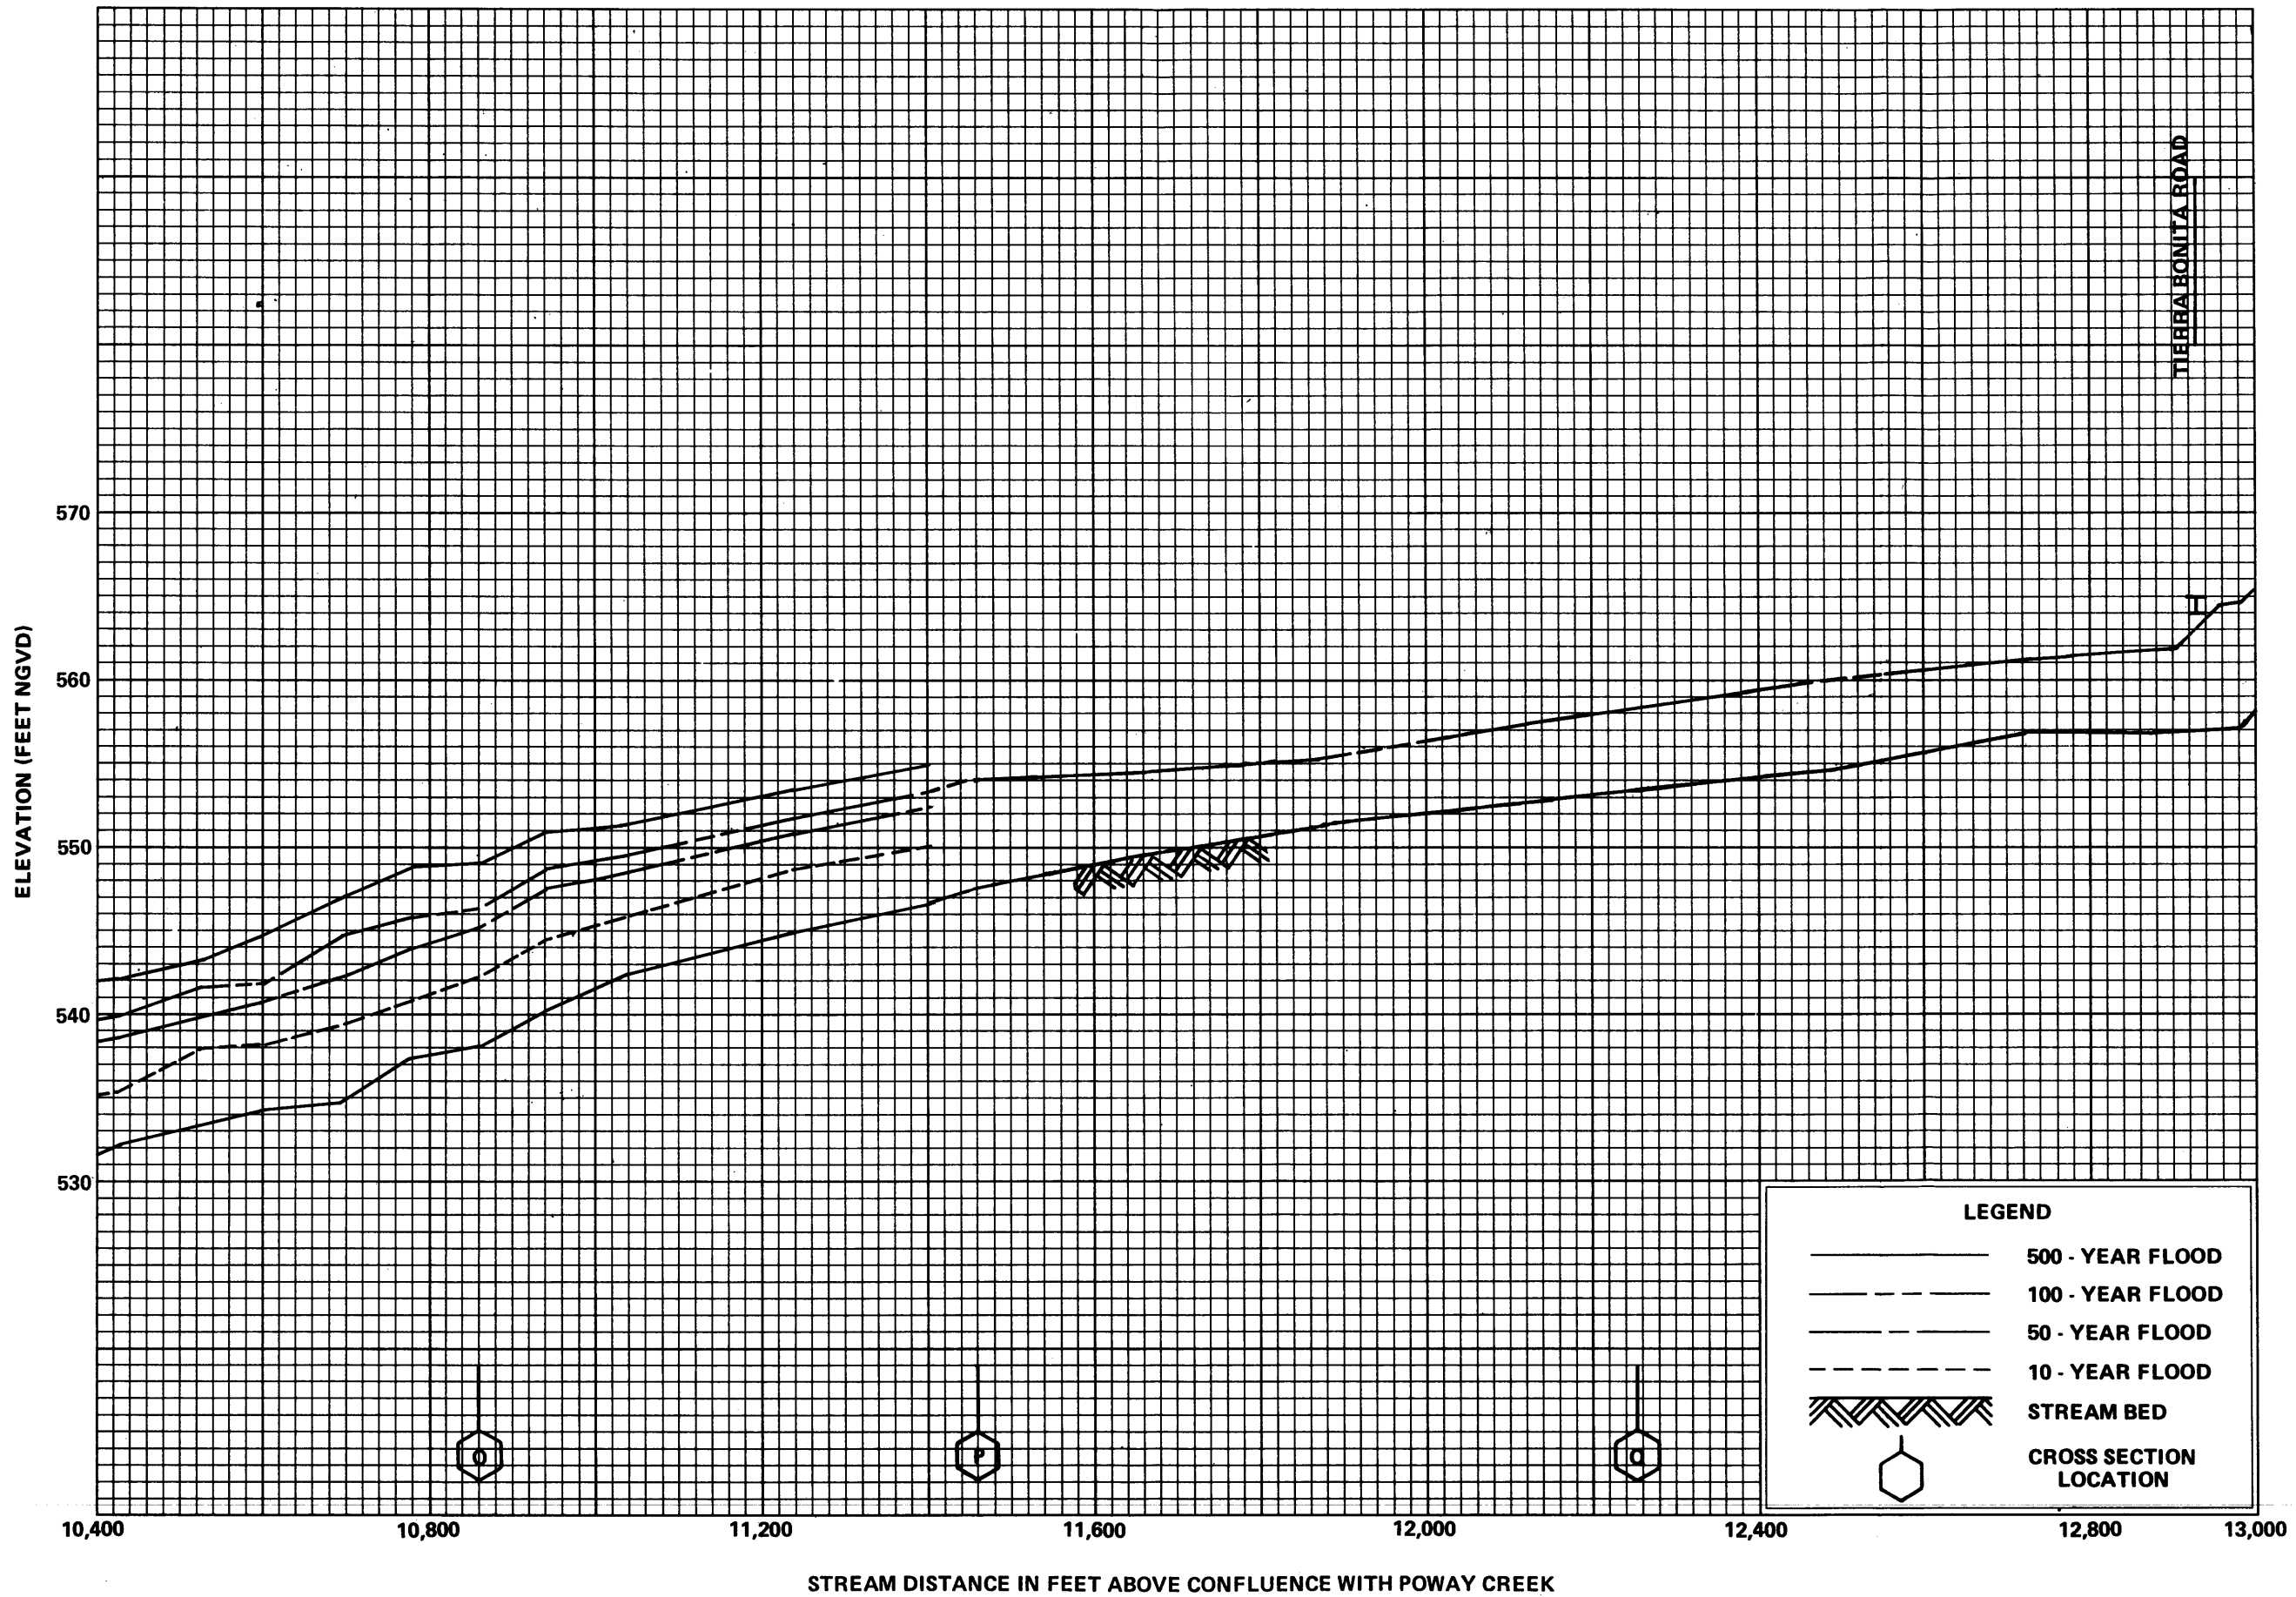 TIERRA BONITA ROAD
ELEVATION (FEET NGVD)
570
560
550
540
530
LEGEND
500 - YEAR FLOOD
100 - YEAR FLOOD
50 - YEAR FLOOD
10 - YEAR FLOOD
STREAM BED
CROSS SECTION
LOCATION
O
P
Q
10,400
10,800
11,200
11,600
12,000
12,400
12,800
13,000
STREAM DISTANCE IN FEET ABOVE CONFLUENCE WITH POWAY CREEK